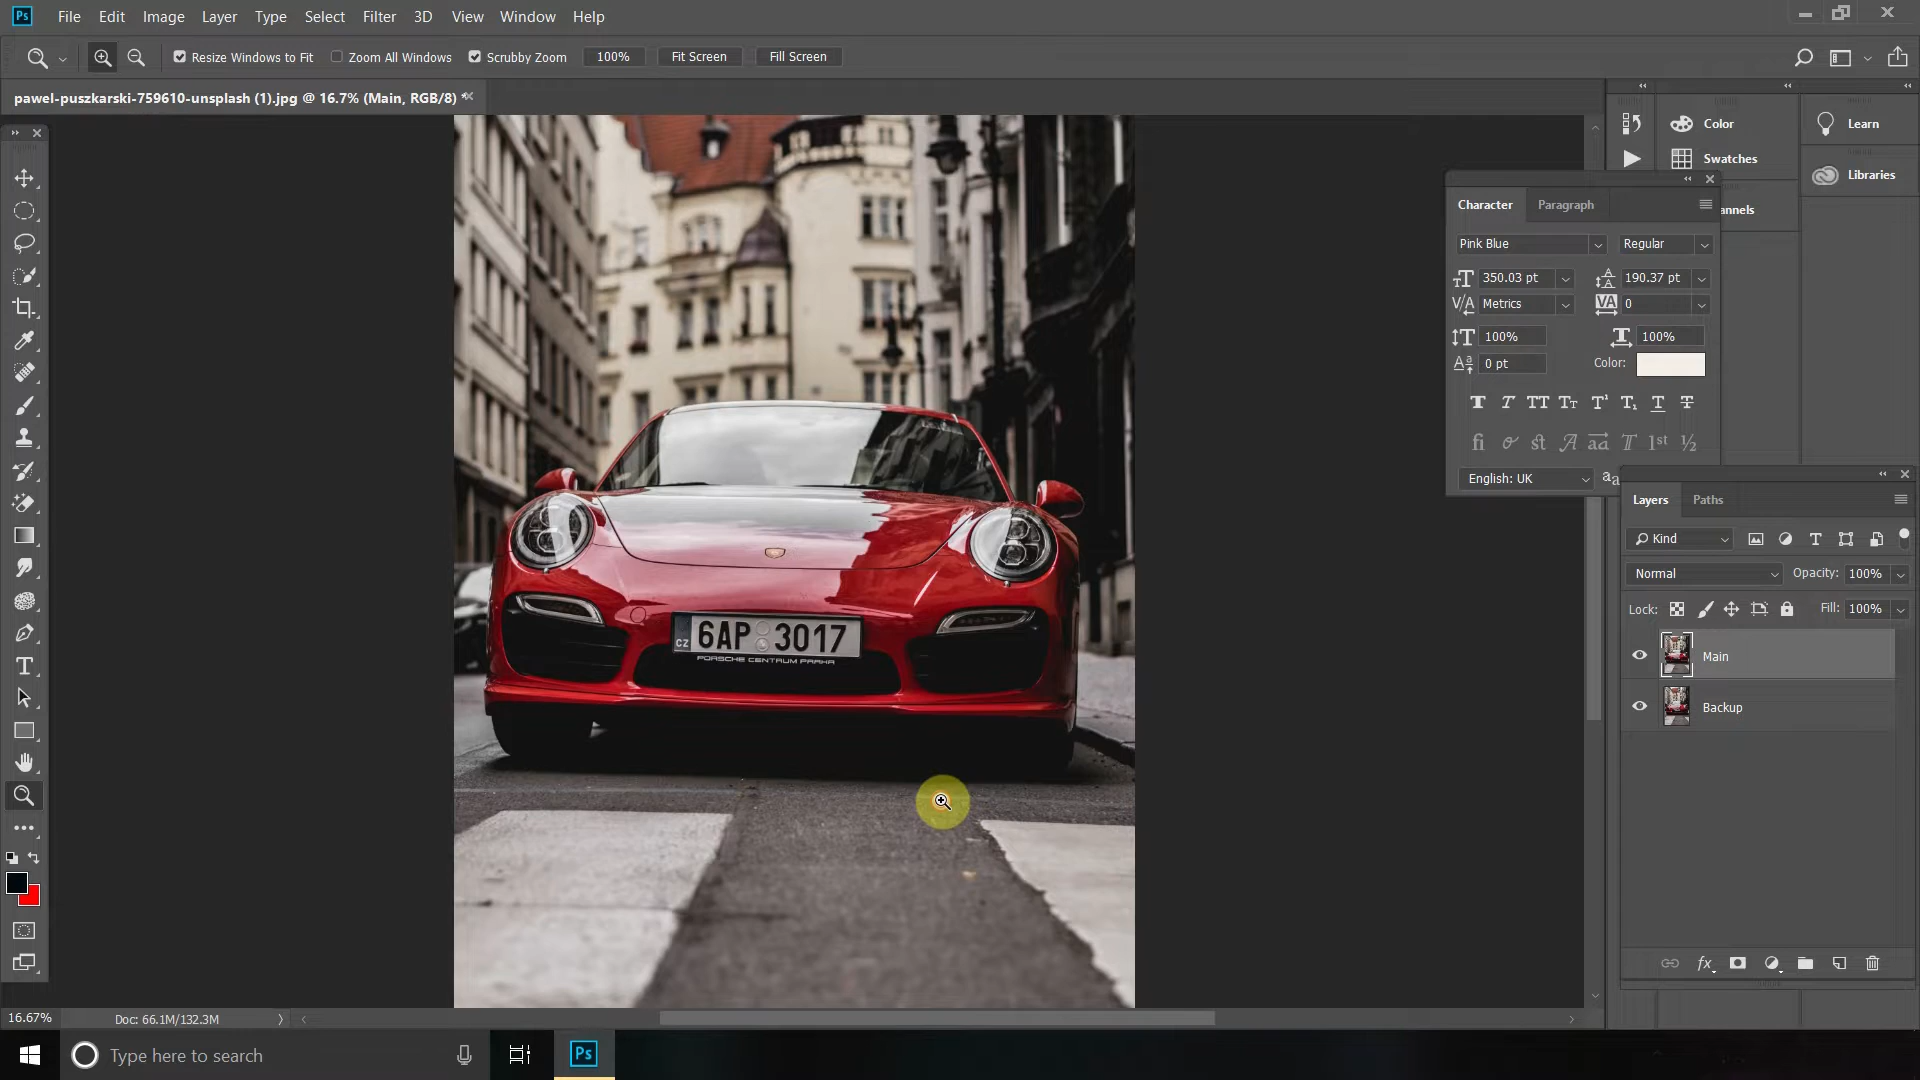 Ps File Edit Image Layer Type Select Filter 3D View Window Help
Resize Windows to Fit Zoom All Windows Scrubby Zoom 100% Fit Screen Fill Screen
pawel-puszkarski-759610-unsplash (1).jpg @ 16.7% (Main, RGB/8) *
Color
Learn
Swatches
Libraries
annels
Character Paragraph
Pink Blue Regular
350.03 pt 190.37 pt
Metrics 0
100% 100%
0 pt Color:
English: UK
Layers Paths
Kind
Normal Opacity: 100%
Lock: Fill: 100%
Main
Backup
CZ 6AP 3017
PORSCHE CENTRUM PRAHA
16.67% Doc: 66.1M/132.3M
Type here to search Ps